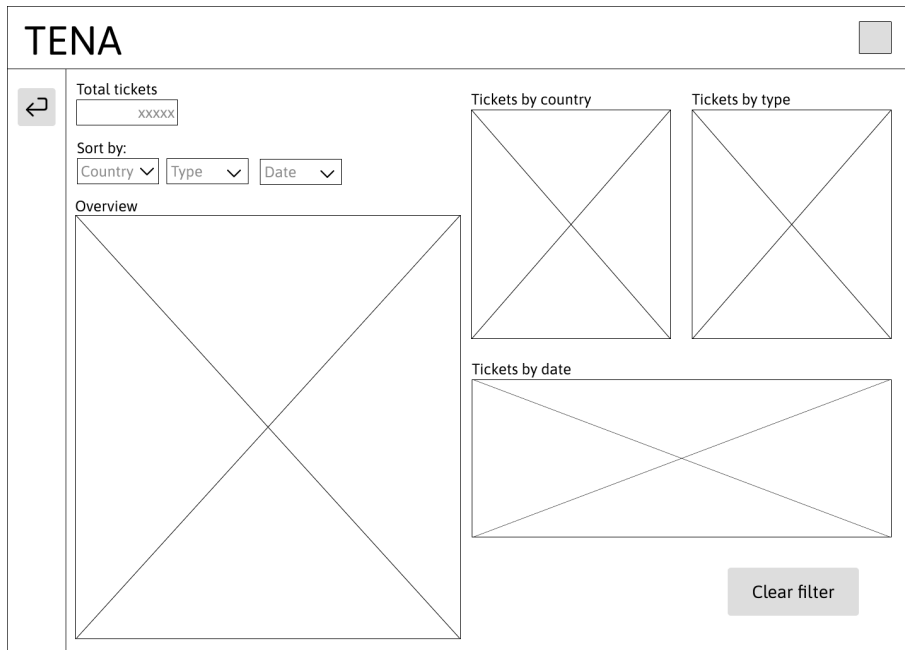 TENA
Total tickets
xxxxx
Sort by:
Country Type Date
Overview
Tickets by country
Tickets by type
Tickets by date
Clear filter